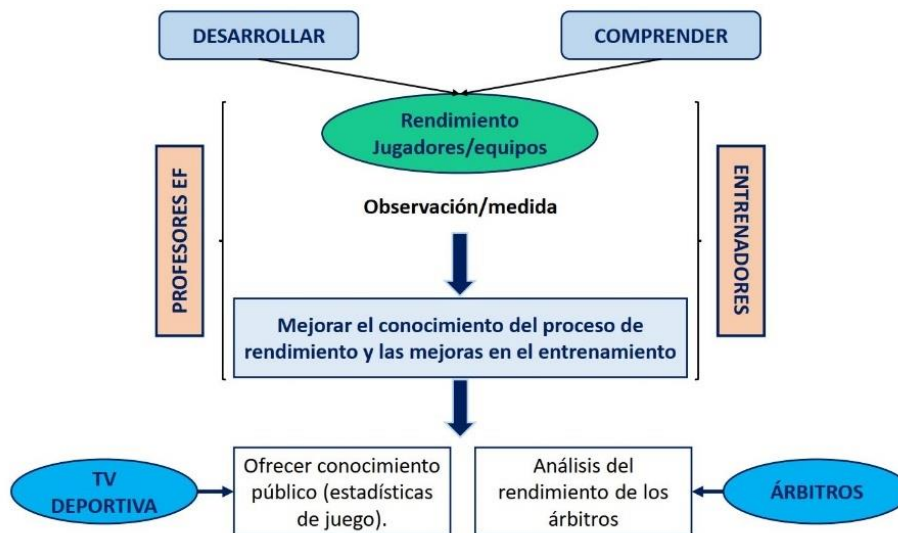 DESARROLLAR
COMPRENDER
Rendimiento
Jugadores/equipos
PROFESORES EF
ENTRENADORES
Observación/medida
Mejorar el conocimiento del proceso de
rendimiento y las mejoras en el entrenamiento
TV
DEPORTIVA
Ofrecer conocimiento
público (estadísticas
de juego).
Análisis del
rendimiento de los
árbitros
ÁRBITROS